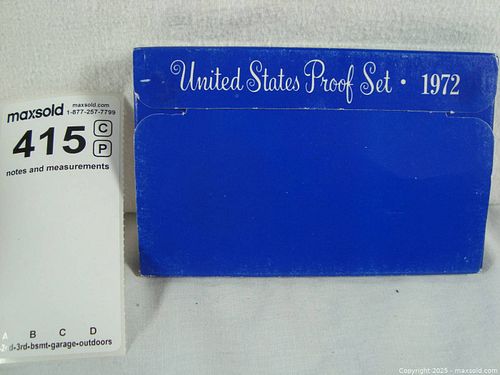 United States Proof Set · 1972
maxsold maxsold.com
1-877-257-7799
415 C
P
notes and measurements
A B C D
2nd-3rd-bsmt-garage-outdoors
Copyright © 2025 - maxsold.com